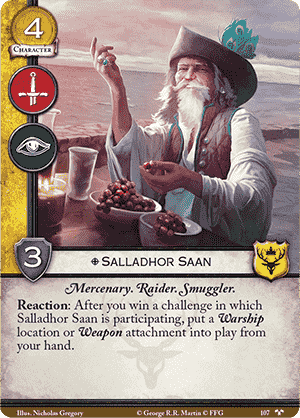 4
CHARACTER
3
SALLADHOR SAAN
Mercenary. Raider. Smuggler.
Reaction: After you win a challenge in which
Salladhor Saan is participating, put a Warship
location or Weapon attachment into play from
your hand.
Illus. Nicholas Gregory © George R.R. Martin © FFG 107